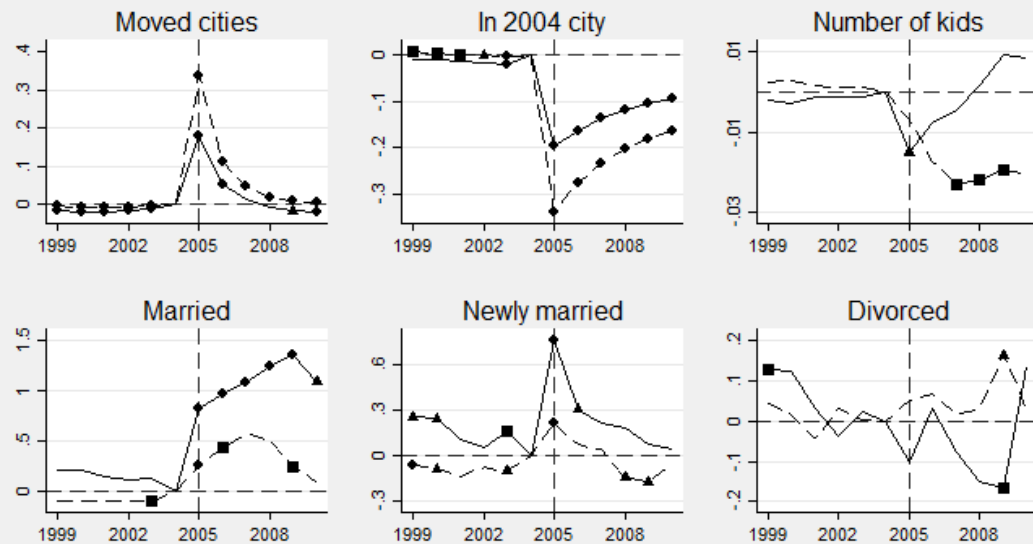 Moved cities
.4
.3
.2
.1
0
1999 2002 2005 2008
In 2004 city
0
-.1
-.2
-.3
1999 2002 2005 2008
Number of kids
.01
-.01
-.03
1999 2002 2005 2008
Married
1.5
1
.5
0
1999 2002 2005 2008
Newly married
.6
.3
0
-.3
1999 2002 2005 2008
Divorced
.2
.1
0
-.1
-.2
1999 2002 2005 2008